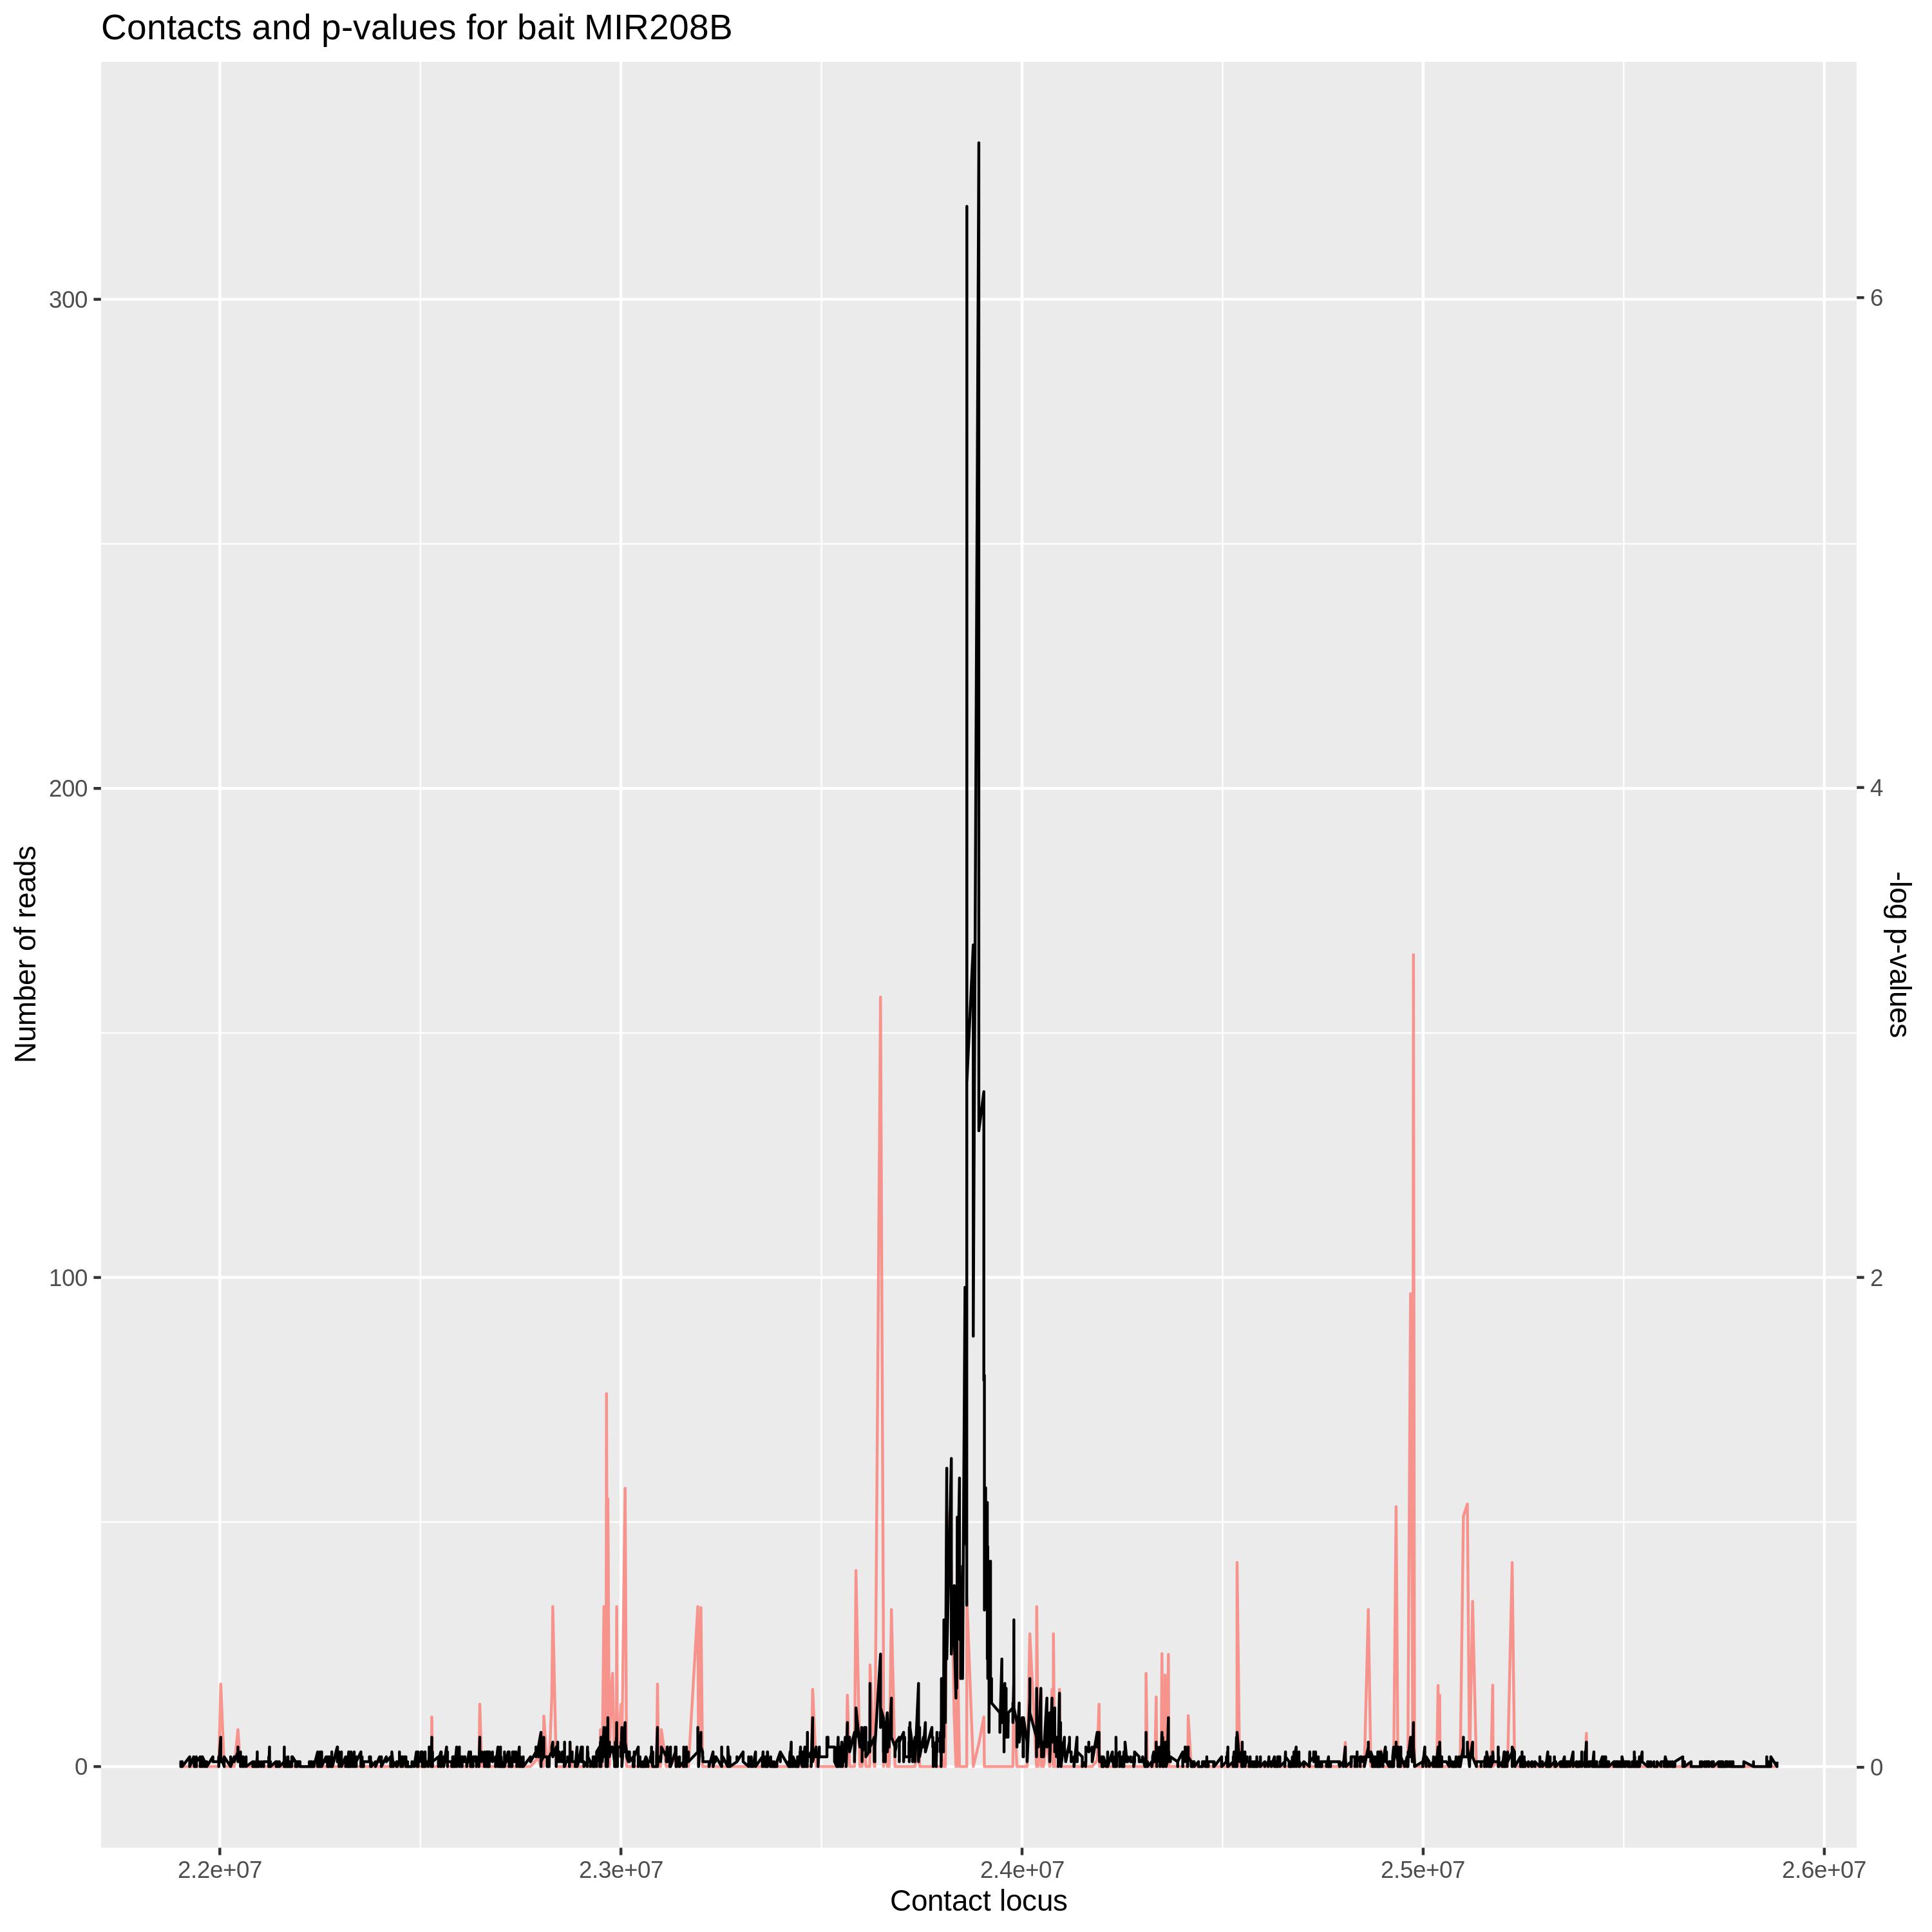 Contacts and p-values for bait MIR208B
300
200
100
0
Number of reads
6
4
2
0
-log p-values
2.2e+07
2.3e+07
2.4e+07
2.5e+07
2.6e+07
Contact locus